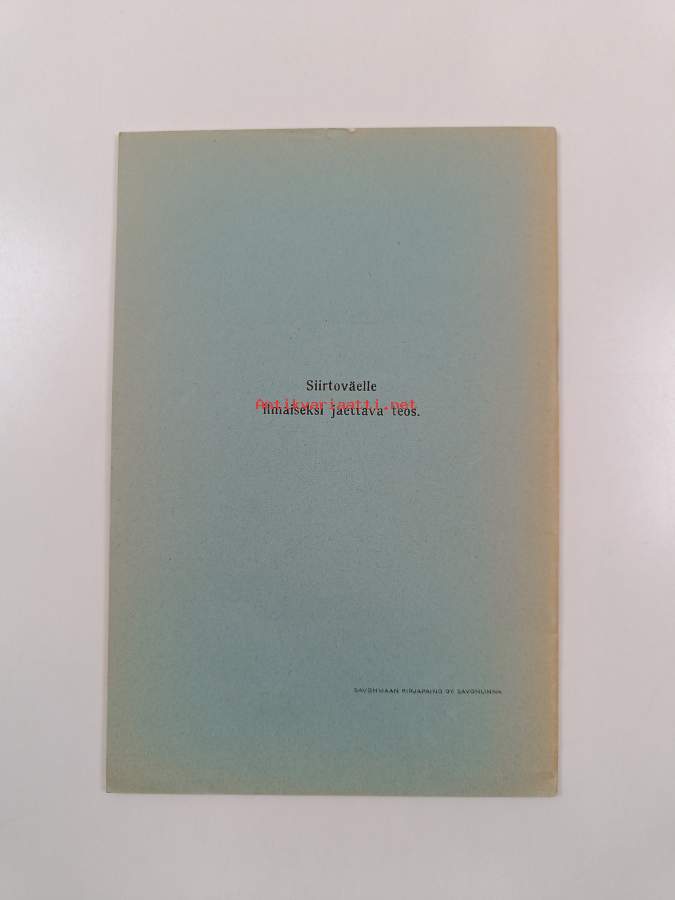 Siirtoväelle
Antikvariaatti.net
ilmaiseksi jaettava teos.
SAVONMAAN KIRJAPAINO OY. SAVONLINNA